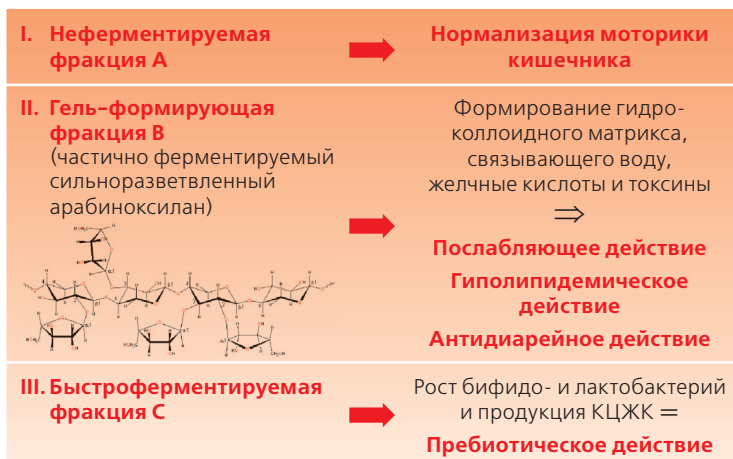 I. Неферментируемая
фракция A
Нормализация моторики
кишечника
II. Гель-формирующая
фракция B
(частично ферментируемый
сильноразветвленный
арабиноксилан)
Формирование гидро-
коллоидного матрикса,
связывающего воду,
желчные кислоты и токсины
⇒
Послабляющее действие
Гиполипидемическое
действие
Антидиарейное действие
III. Быстроферментируемая
фракция C
Рост бифидо- и лактобактерий
и продукция КЦЖК =
Пребиотическое действие